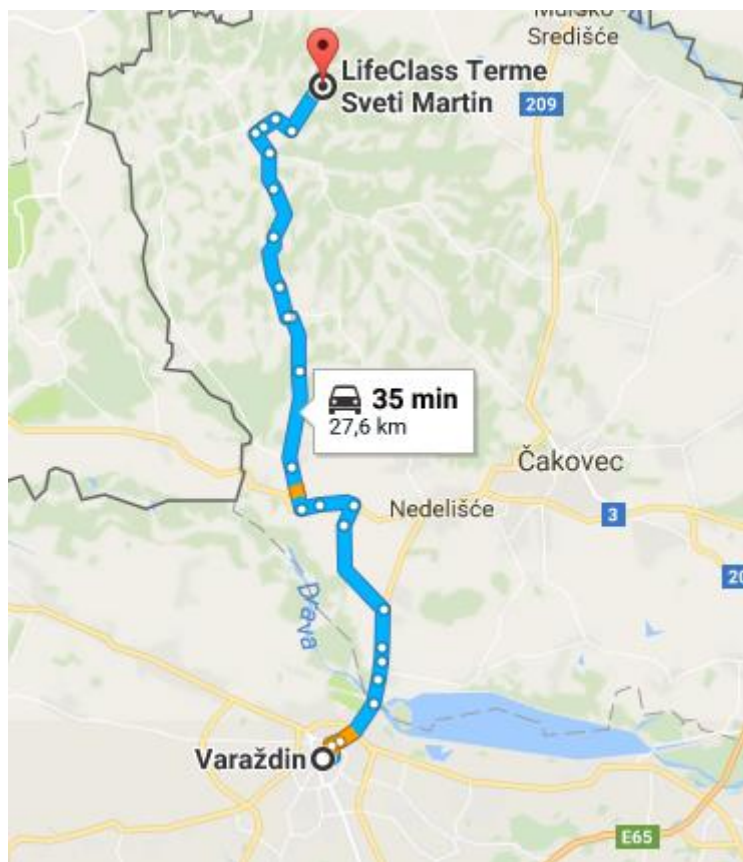 Središće
LifeClass Terme
Sveti Martin
209
35 min
27,6 km
Čakovec
Nedelišće
3
Drava
Varaždin
E65